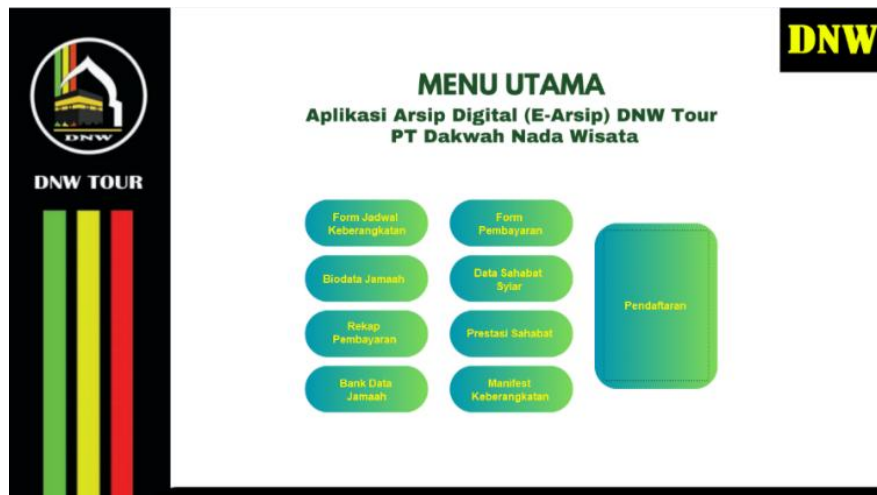 DNW
DNW TOUR
DNW
MENU UTAMA
Aplikasi Arsip Digital (E-Arsip) DNW Tour
PT Dakwah Nada Wisata
Form Jadwal
Keberangkatan
Form
Pembayaran
Biodata Jamaah
Data Sahabat
Syiar
Rekap
Pembayaran
Prestasi Sahabat
Bank Data
Jamaah
Manifest
Keberangkatan
Pendaftaran